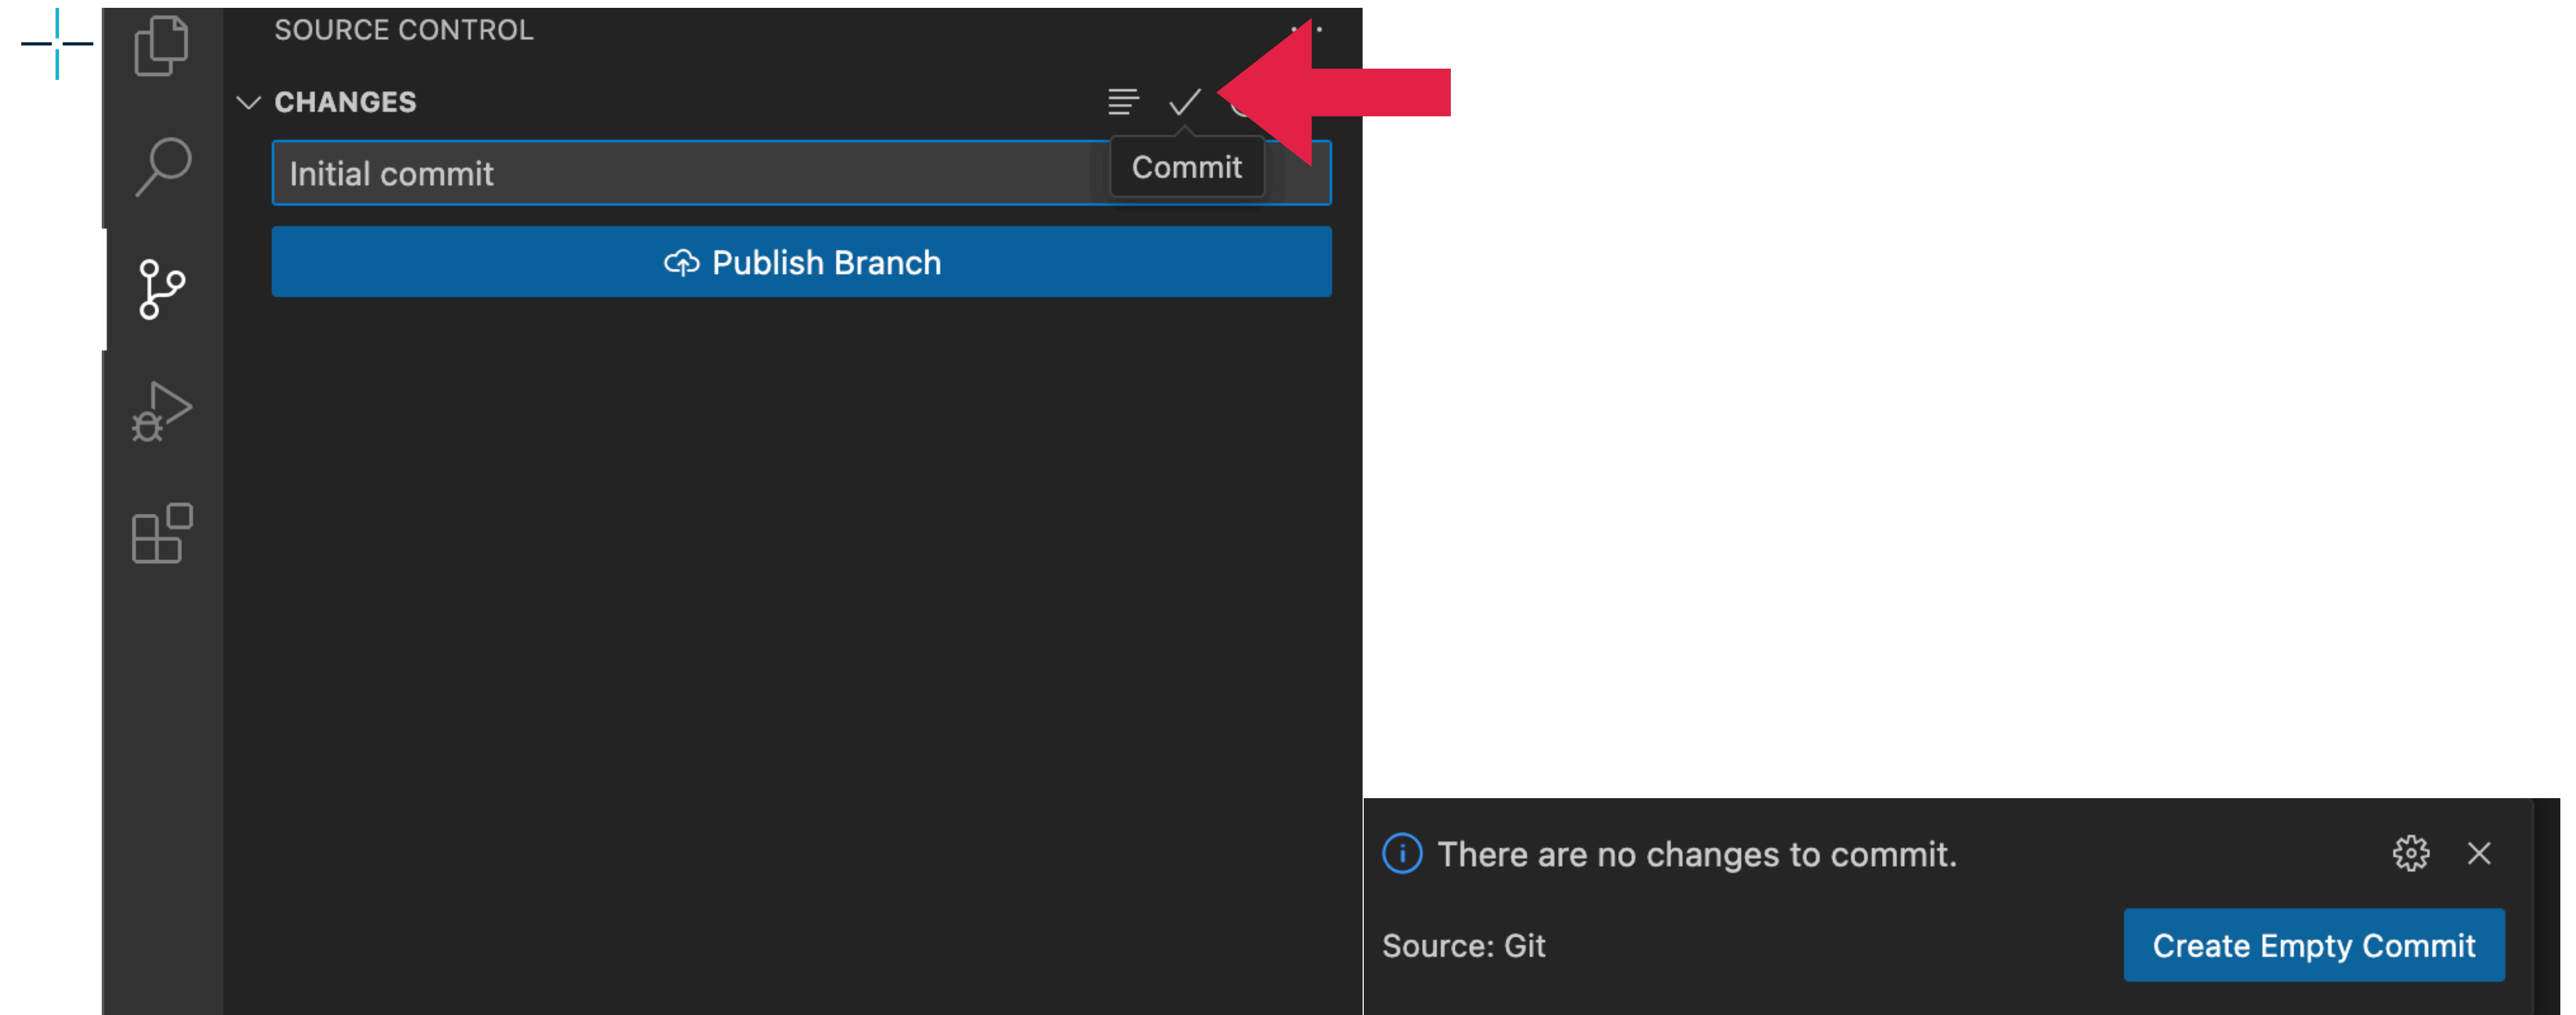 SOURCE CONTROL
CHANGES
Initial commit
Commit
Publish Branch
There are no changes to commit.
Source: Git
Create Empty Commit